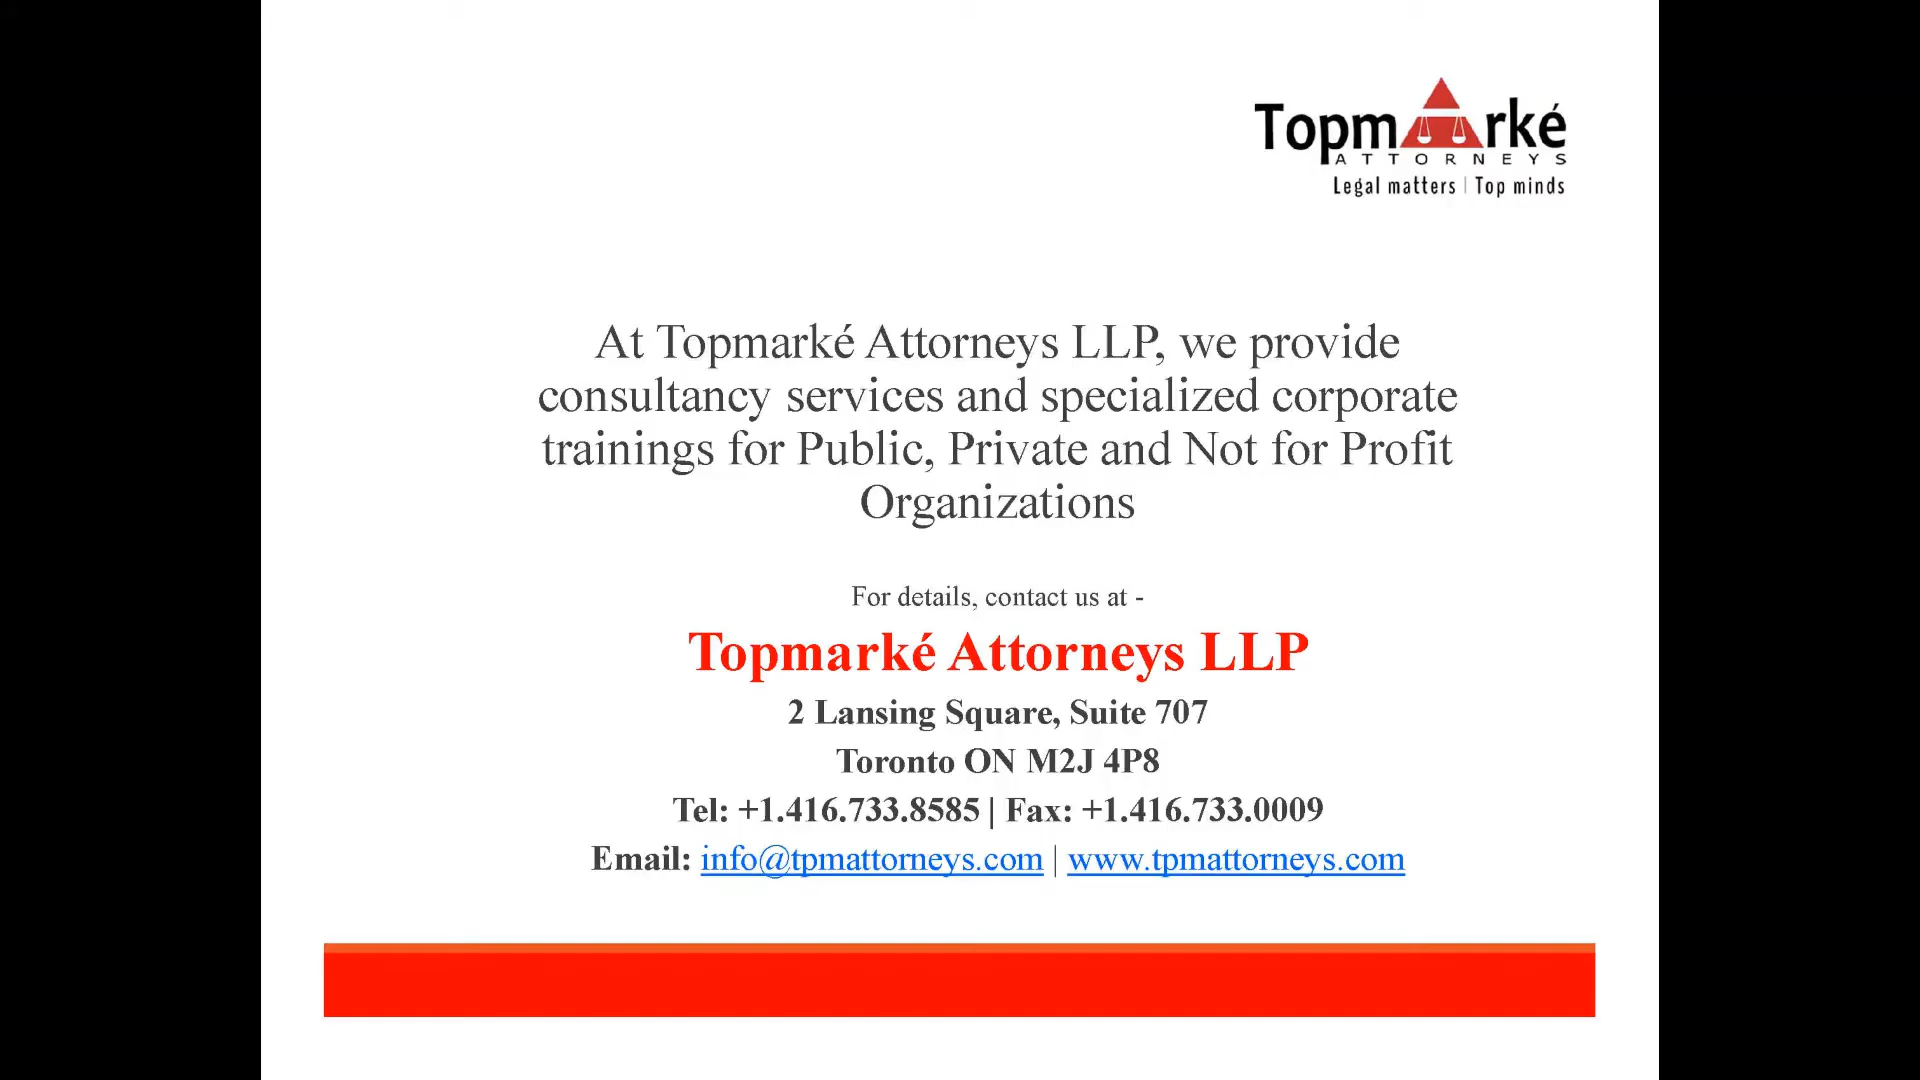 Topmarké
ATTORNEYS
Legal matters | Top minds
At Topmarké Attorneys LLP, we provide
consultancy services and specialized corporate
trainings for Public, Private and Not for Profit
Organizations
For details, contact us at -
Topmarké Attorneys LLP
2 Lansing Square, Suite 707
Toronto ON M2J 4P8
Tel: +1.416.733.8585 | Fax: +1.416.733.0009
Email: info@tpmattorneys.com | www.tpmattorneys.com